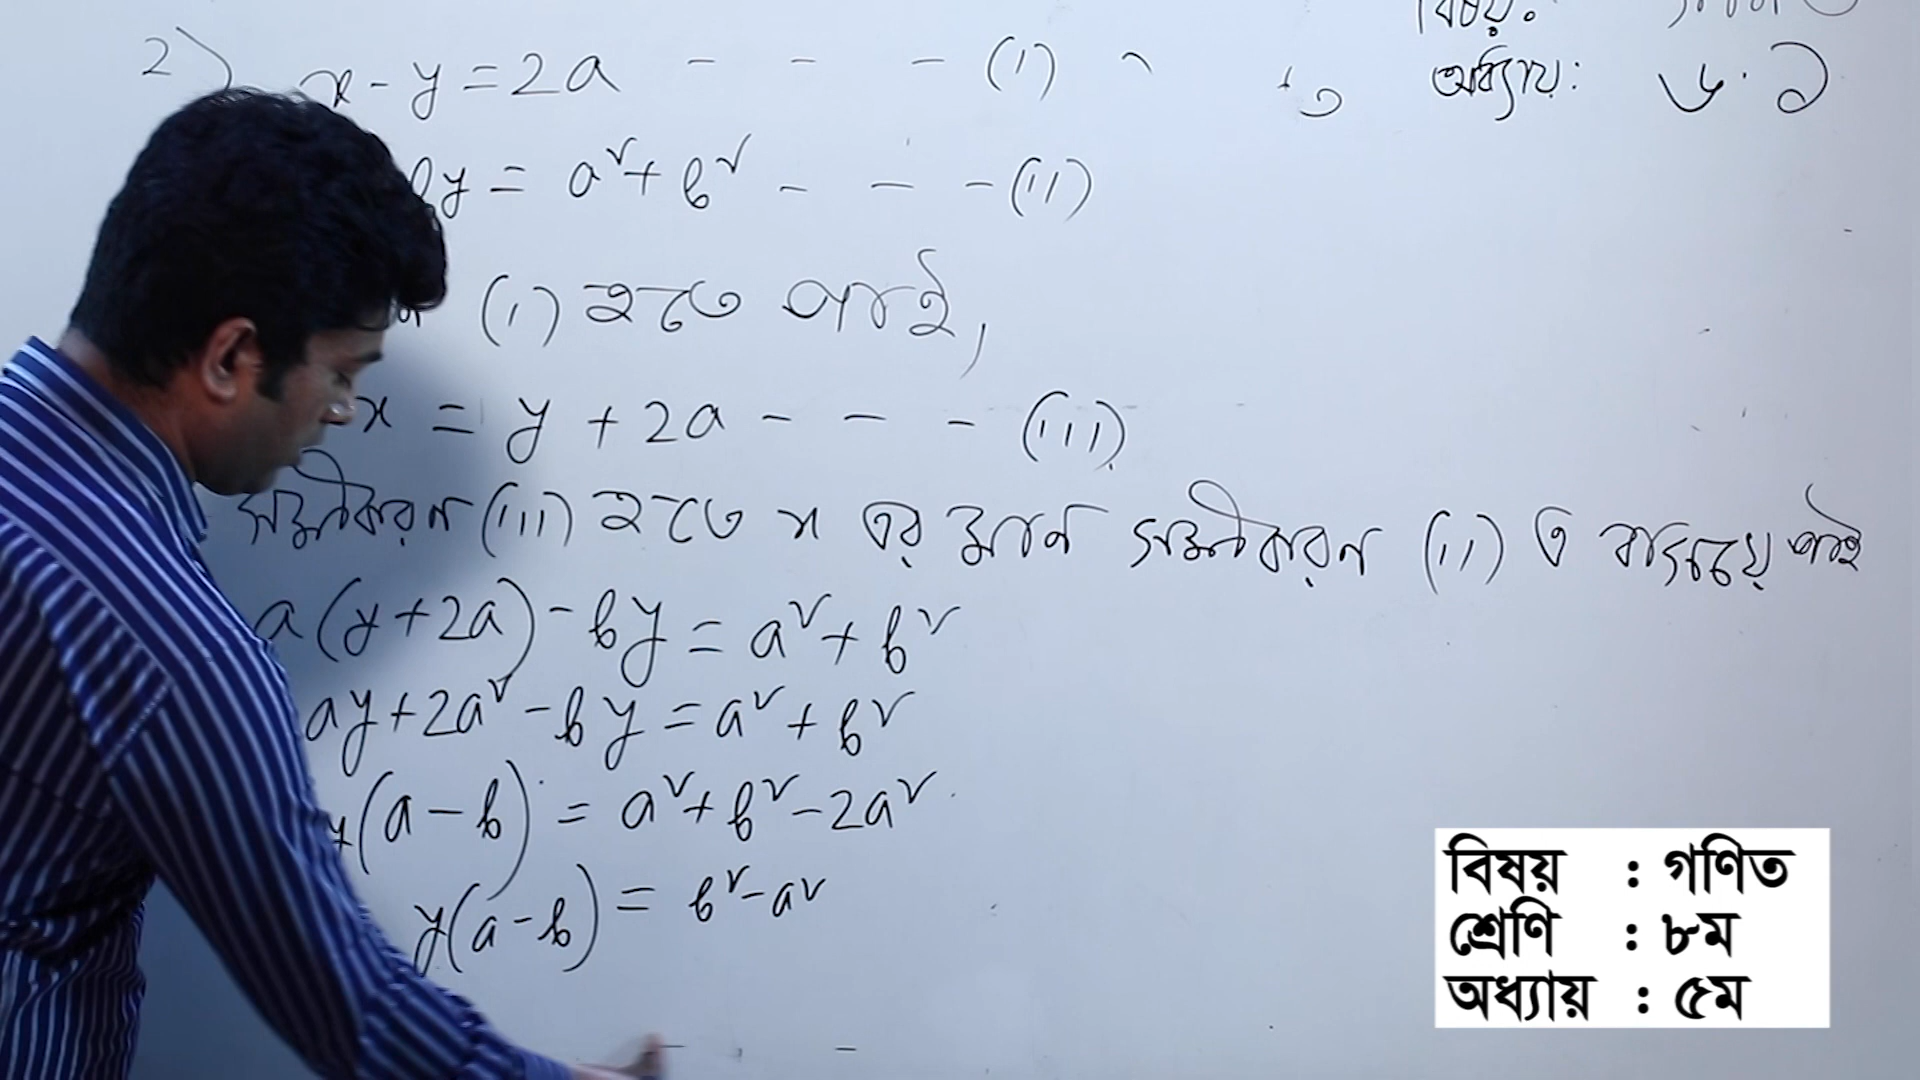 বিষয়:
2) x - y = 2a - - - (i)
অধ্যায়: ৬.১
by = a² + b² - - - (ii)
(i) হতে পাই,
x = y + 2a - - - (iii)
সমীকরণ (iii) হতে x এর মান সমীকরণ (ii) এ বসিয়ে পাই
a(y+2a) - by = a² + b²
ay + 2a² - by = a² + b²
y(a - b) = a² + b² - 2a²
y(a - b) = b² - a²
বিষয় : গণিত
শ্রেণি : ৮ম
অধ্যায় : ৫ম